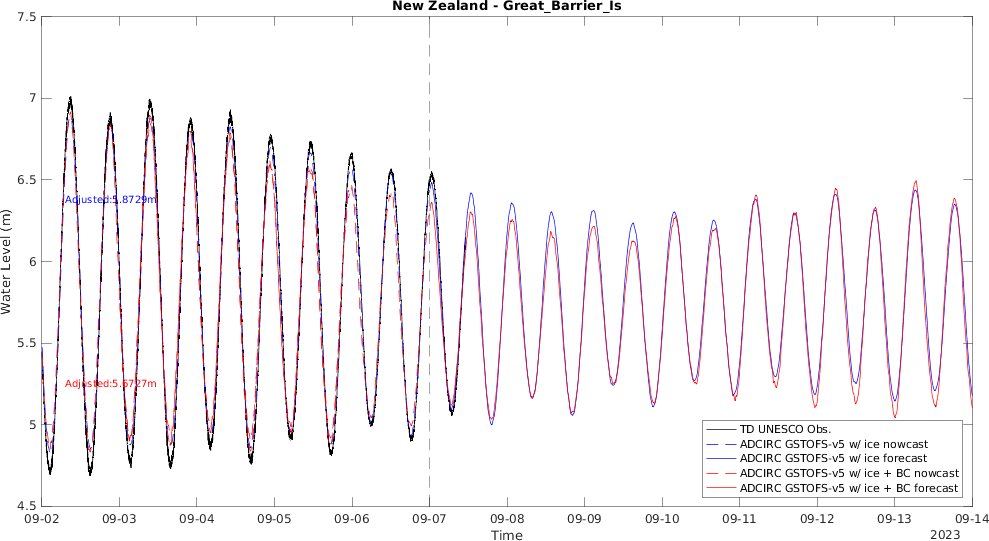 New Zealand - Great_Barrier_Is
7.5
7
6.5
6
5.5
5
4.5
Water Level (m)
Adjusted:5.8729m
Adjusted:5.6727m
TD UNESCO Obs.
ADCIRC GSTOFS-v5 w/ ice nowcast
ADCIRC GSTOFS-v5 w/ ice forecast
ADCIRC GSTOFS-v5 w/ ice + BC nowcast
ADCIRC GSTOFS-v5 w/ ice + BC forecast
09-02 09-03 09-04 09-05 09-06 09-07 09-08 09-09 09-10 09-11 09-12 09-13 09-14
Time
2023